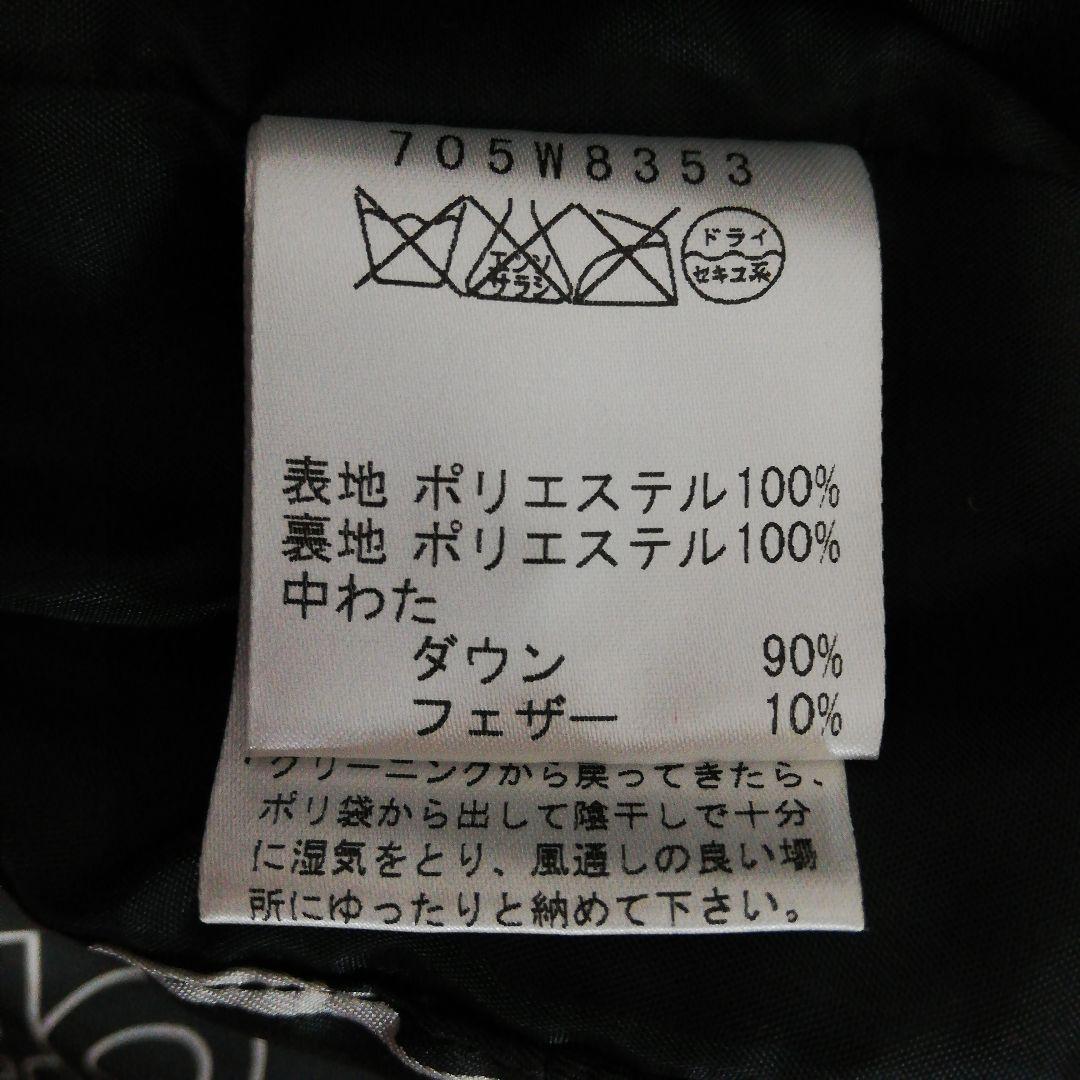 705W8353
エンソ
サラシ
ドライ
セキユ系
表地 ポリエステル100%
裏地 ポリエステル100%
中わた
ダウン 90%
フェザー 10%
クリーニングから戻ってきたら、
ポリ袋から出して陰干しで十分
に湿気をとり、風通しの良い場
所にゆったりと納めて下さい。